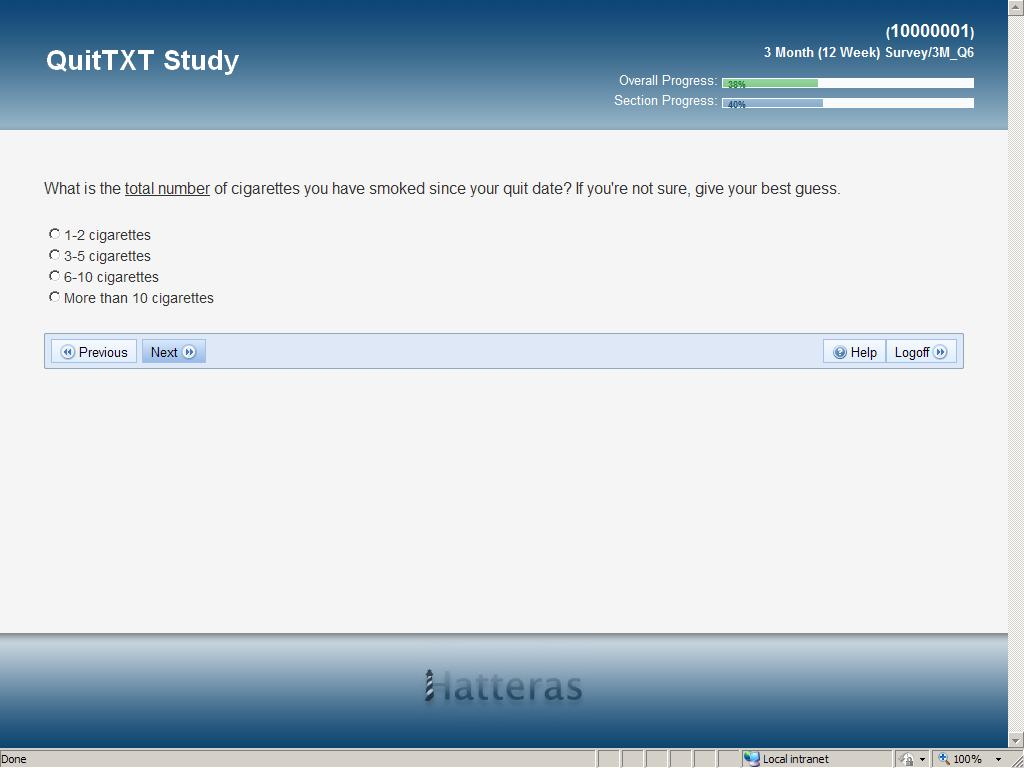 QuitTXT Study
(10000001)
3 Month (12 Week) Survey/3M_Q6
Overall Progress: 38%
Section Progress: 40%
What is the total number of cigarettes you have smoked since your quit date? If you're not sure, give your best guess.
1-2 cigarettes
3-5 cigarettes
6-10 cigarettes
More than 10 cigarettes
Previous Next Help Logoff
Hatteras
Done Local intranet 100%